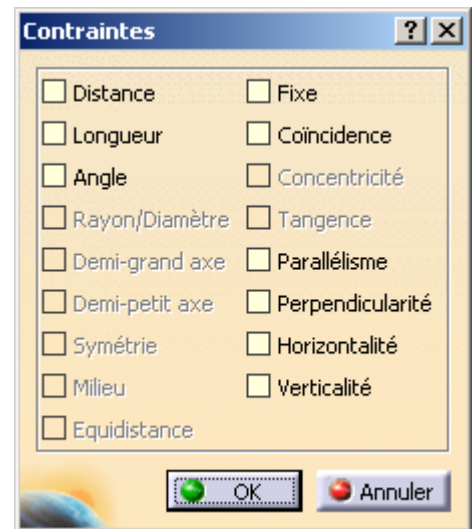 Contraintes ? X
Distance Fixe
Longueur Coïncidence
Angle Concentricité
Rayon/Diamètre Tangence
Demi-grand axe Parallélisme
Demi-petit axe Perpendicularité
Symétrie Horizontalité
Milieu Verticalité
Equidistance
OK Annuler